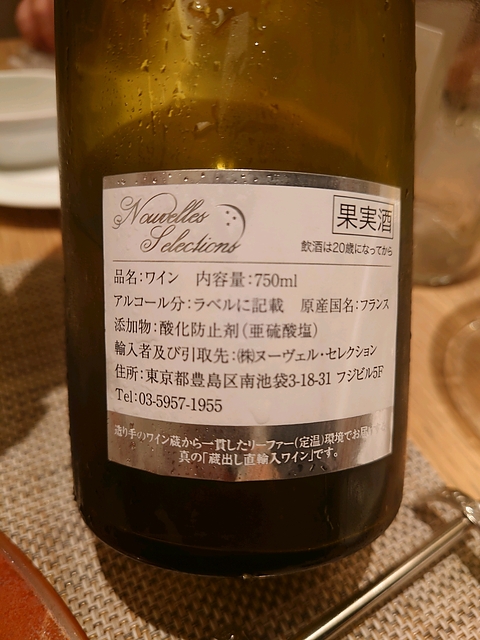 Nouvelles
Selections
果実酒
飲酒は20歳になってから
品名:ワイン 内容量:750ml
アルコール分:ラベルに記載 原産国名:フランス
添加物:酸化防止剤(亜硫酸塩)
輸入者及び引取先:㈱ヌーヴェル・セレクション
住所:東京都豊島区南池袋3-18-31 フジビル5F
Tel:03-5957-1955
造り手のワイン蔵から一貫したリーファー(定温)環境でお届け
真の「蔵出し直輸入ワイン」です。